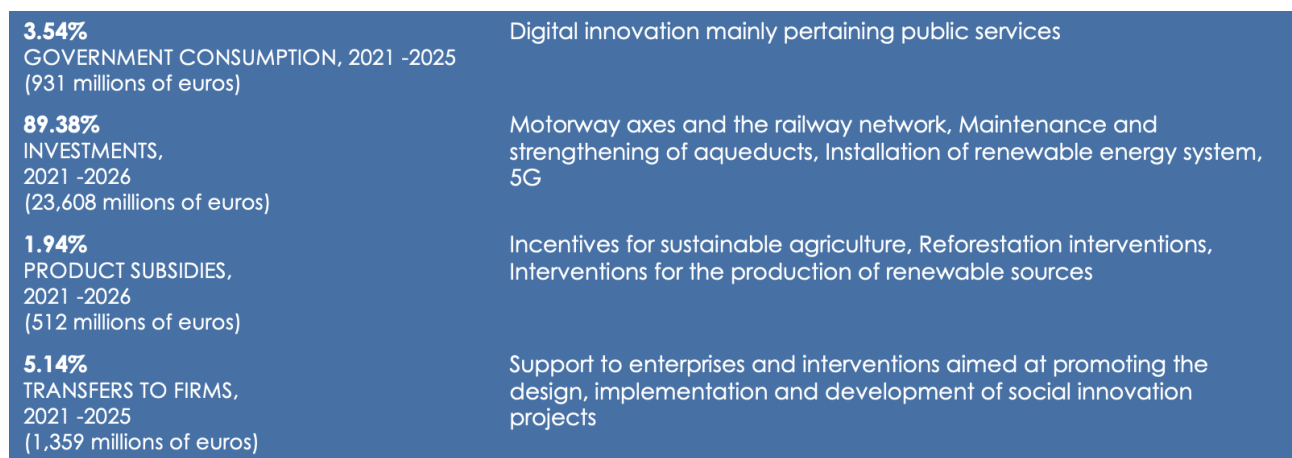 3.54%
GOVERNMENT CONSUMPTION, 2021 -2025
(931 millions of euros)
Digital innovation mainly pertaining public services
89.38%
INVESTMENTS,
2021 -2026
(23,608 millions of euros)
Motorway axes and the railway network, Maintenance and
strengthening of aqueducts, Installation of renewable energy system,
5G
1.94%
PRODUCT SUBSIDIES,
2021 -2026
(512 millions of euros)
Incentives for sustainable agriculture, Reforestation interventions,
Interventions for the production of renewable sources
5.14%
TRANSFERS TO FIRMS,
2021 -2025
(1,359 millions of euros)
Support to enterprises and interventions aimed at promoting the
design, implementation and development of social innovation
projects